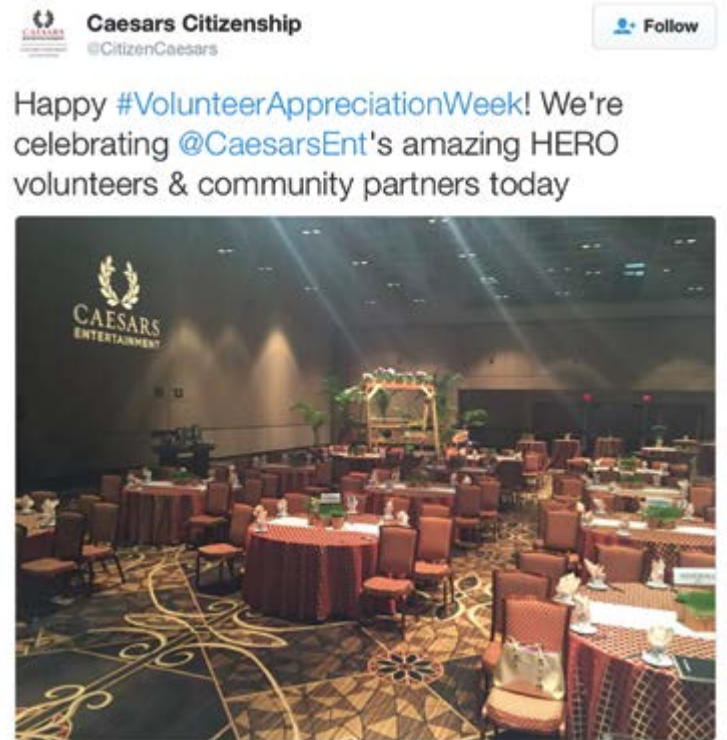 Caesars Citizenship
@CitizenCaesars
Follow
Happy #VolunteerAppreciationWeek! We're
celebrating @CaesarsEnt's amazing HERO
volunteers & community partners today
CAESARS
ENTERTAINMENT